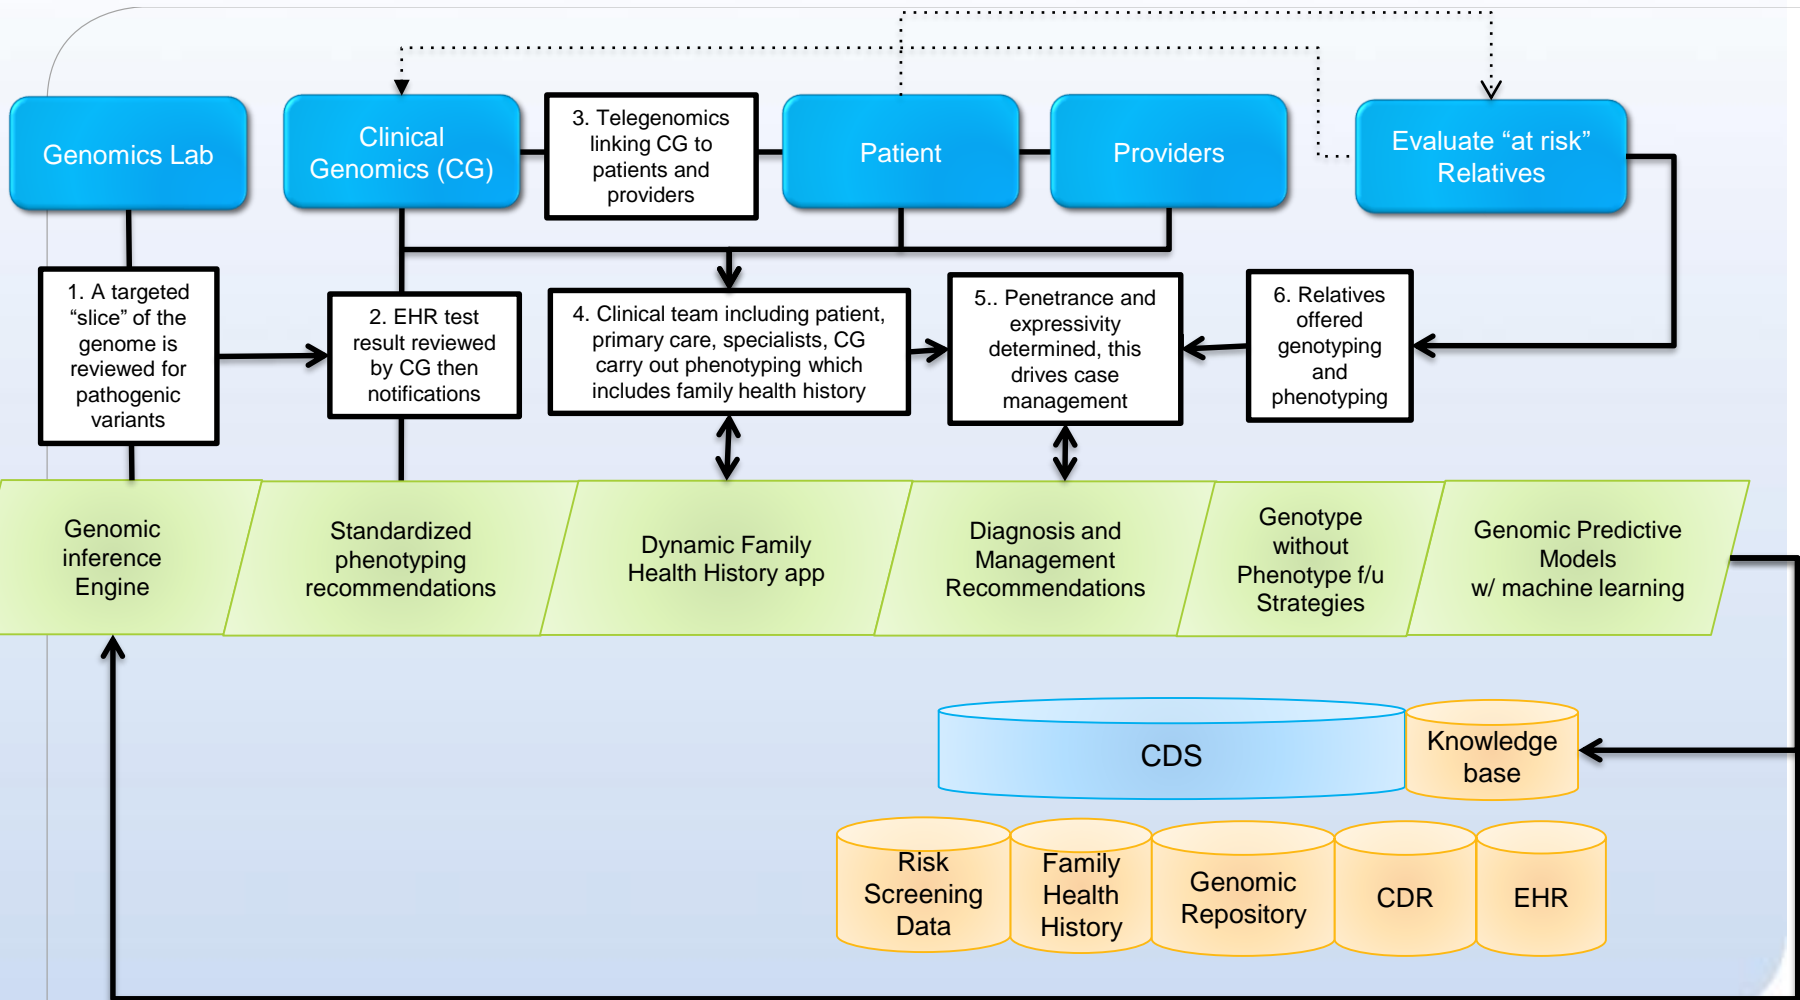 Genomics Lab
Clinical
Genomics (CG)
3. Telegenomics
linking CG to
patients and
providers
Patient
Providers
Evaluate “at risk”
Relatives
1. A targeted
“slice” of the
genome is
reviewed for
pathogenic
variants
2. EHR test
result reviewed
by CG then
notifications
4. Clinical team including patient,
primary care, specialists, CG
carry out phenotyping which
includes family health history
5.. Penetrance and
expressivity
determined, this
drives case
management
6. Relatives
offered
genotyping
and
phenotyping
Genomic
inference
Engine
Standardized
phenotyping
recommendations
Dynamic Family
Health History app
Diagnosis and
Management
Recommendations
Genotype
without
Phenotype f/u
Strategies
Genomic Predictive
Models
w/ machine learning
CDS
Knowledge
base
Risk
Screening
Data
Family
Health
History
Genomic
Repository
CDR
EHR